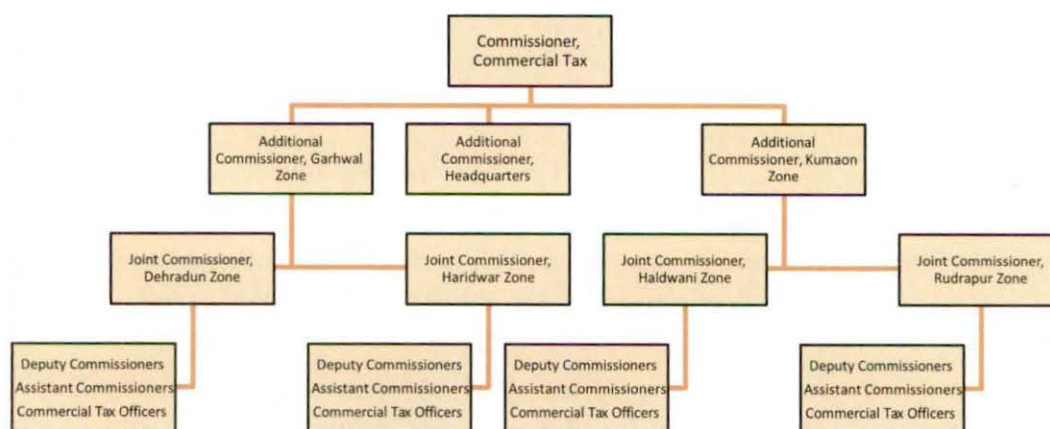 Commissioner,
Commercial Tax
Additional
Commissioner, Garhwal
Zone
Additional
Commissioner,
Headquarters
Additional
Commissioner, Kumaon
Zone
Joint Commissioner,
Dehradun Zone
Joint Commissioner,
Haridwar Zone
Joint Commissioner,
Haldwani Zone
Joint Commissioner,
Rudrapur Zone
Deputy Commissioners
Assistant Commissioners
Commercial Tax Officers
Deputy Commissioners
Assistant Commissioners
Commercial Tax Officers
Deputy Commissioners
Assistant Commissioners
Commercial Tax Officers
Deputy Commissioners
Assistant Commissioners
Commercial Tax Officers